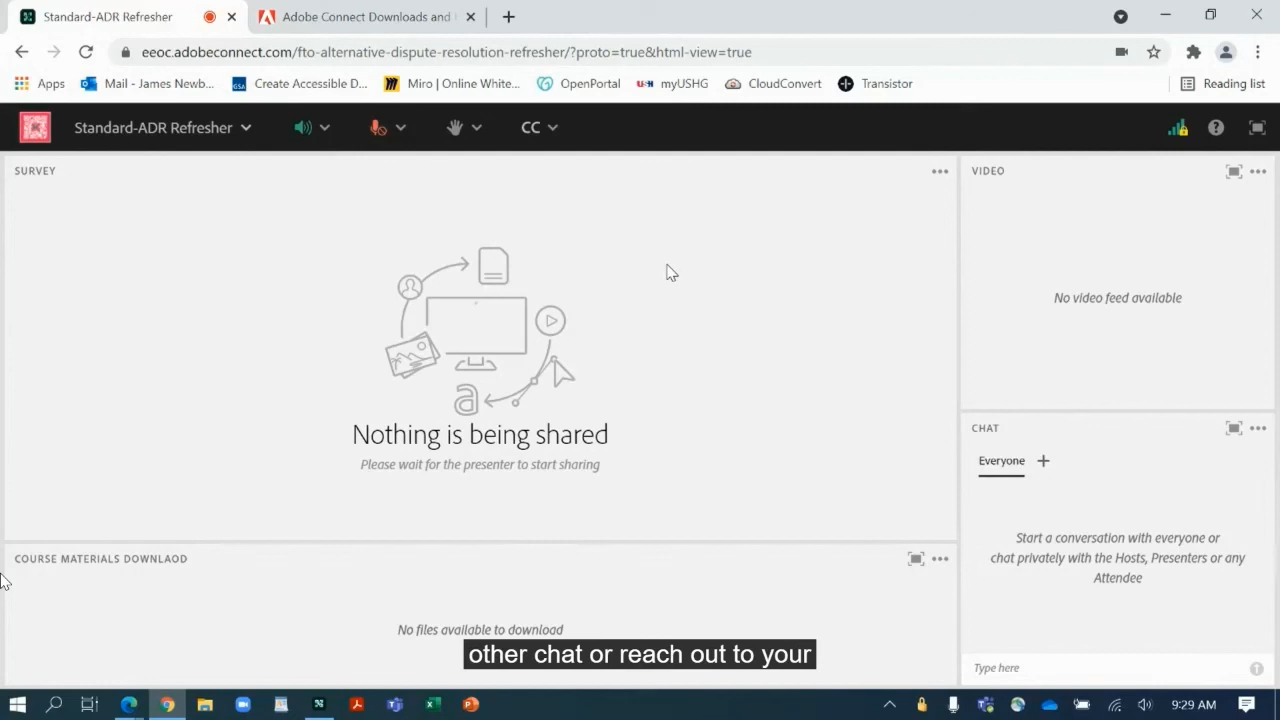 Standard-ADR Refresher
Adobe Connect Downloads and
eeoc.adobeconnect.com/fto-alternative-dispute-resolution-refresher/?proto=true&html-view=true
Apps
Mail - James Newb...
GSA
Create Accessible D...
Miro | Online White...
OpenPortal
USH
myUSHG
CloudConvert
Transistor
Reading list
Standard-ADR Refresher
CC
SURVEY
Nothing is being shared
Please wait for the presenter to start sharing
VIDEO
No video feed available
CHAT
Everyone
Start a conversation with everyone or
chat privately with the Hosts, Presenters or any
Attendee
Type here
COURSE MATERIALS DOWNLAOD
No files available to download
other chat or reach out to your
9:29 AM